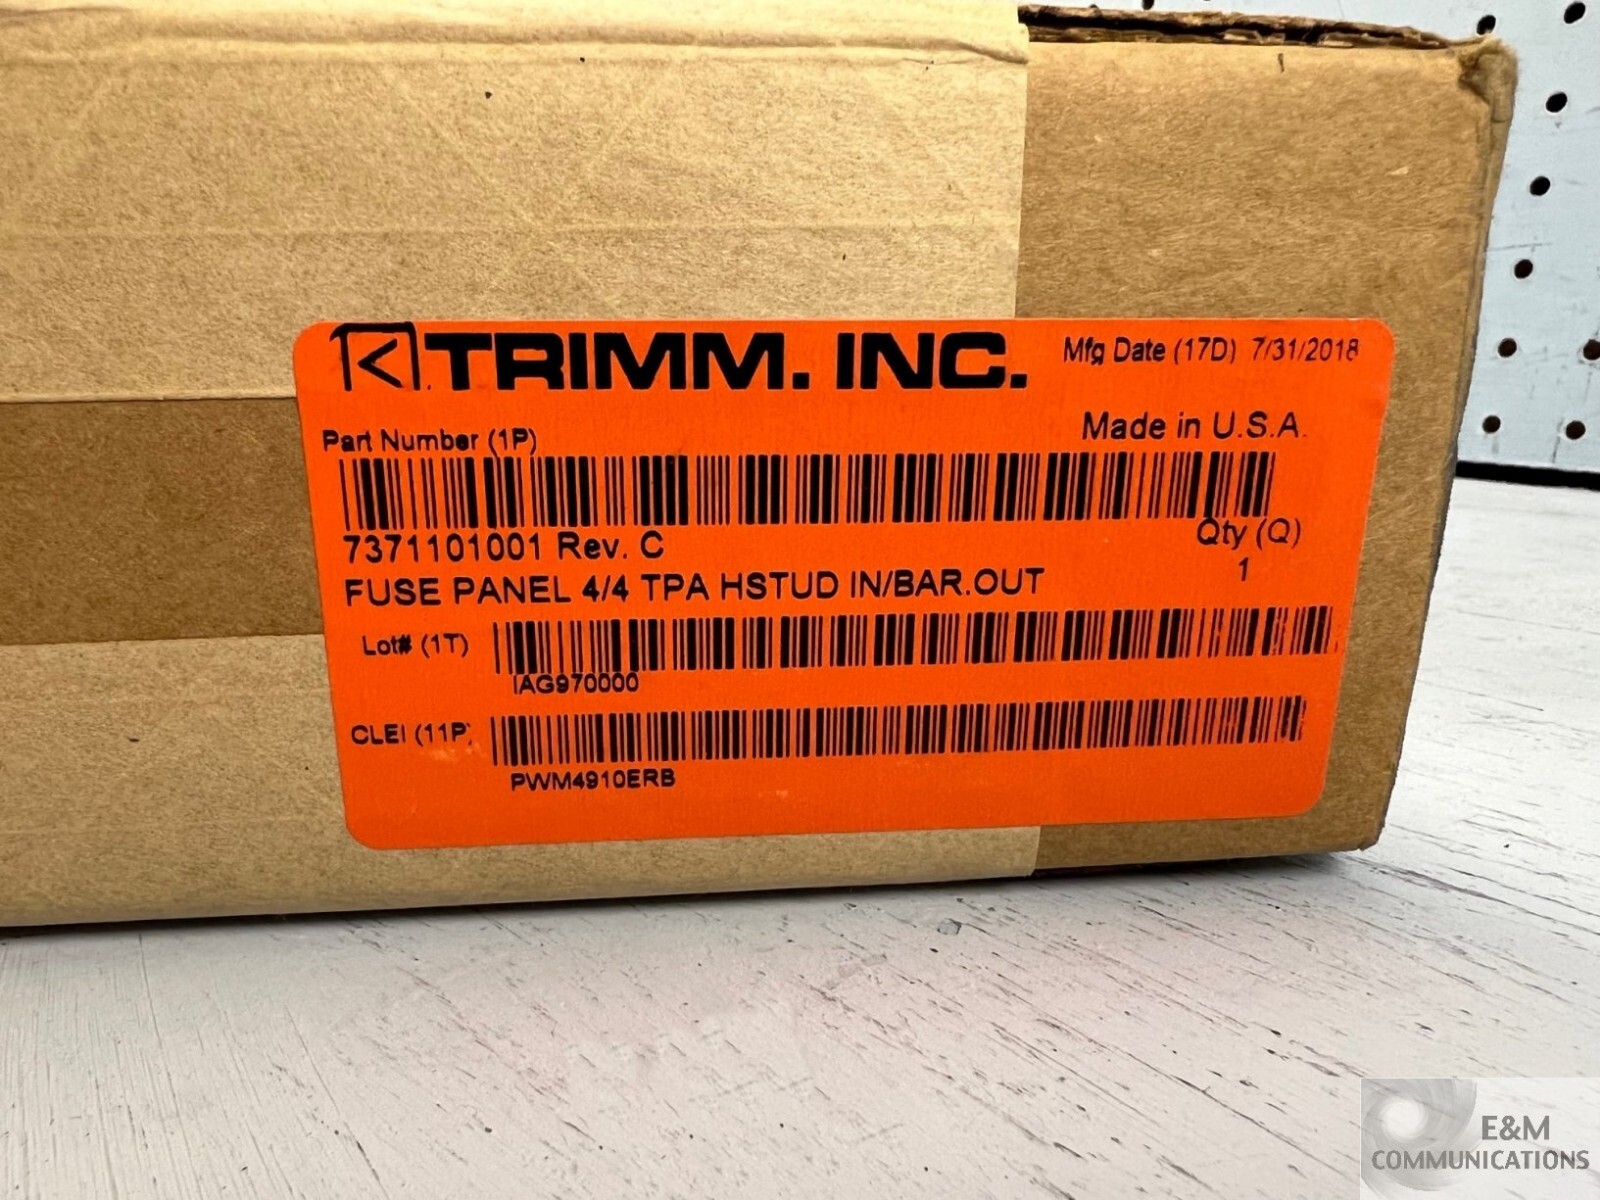 TRIMM. INC.
Mfg Date (17D) 7/31/2018
Made in U.S.A.
Part Number (1P)
7371101001 Rev. C
Qty (Q)
1
FUSE PANEL 4/4 TPA HSTUD IN/BAR.OUT
Lot# (1T)
IAG970000
CLEI (11P)
PWM4910ERB
E&M
COMMUNICATIONS